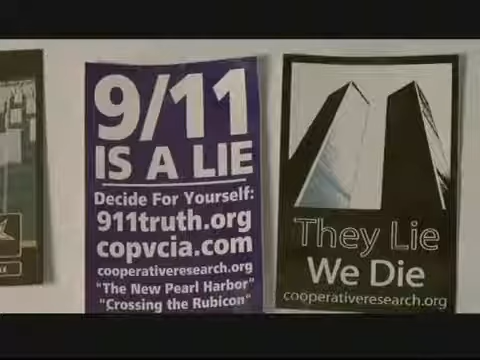 9/11
IS A LIE
Decide For Yourself:
911truth.org
copvcia.com
cooperativeresearch.org
"The New Pearl Harbor"
"Crossing the Rubicon"
They Lie
We Die
cooperativeresearch.org